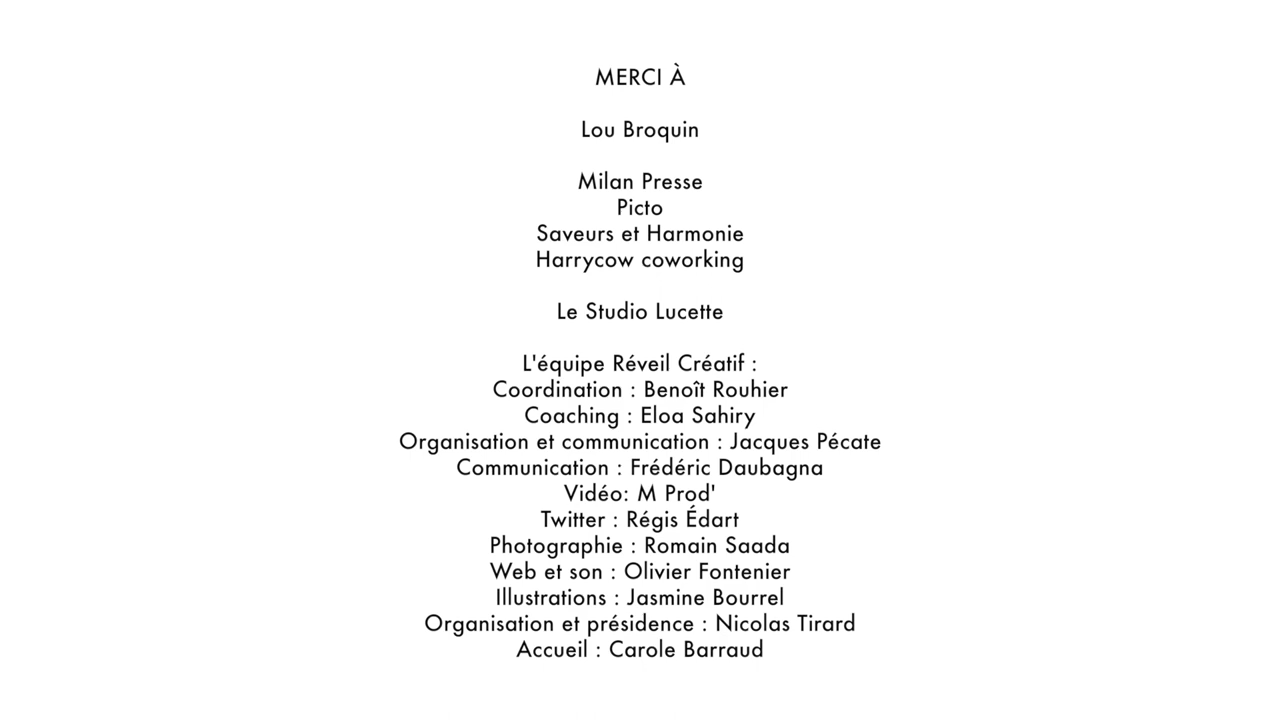 MERCI À
Lou Broquin
Milan Presse
Picto
Saveurs et Harmonie
Harrycow coworking
Le Studio Lucette
L'équipe Réveil Créatif :
Coordination : Benoît Rouhier
Coaching : Eloa Sahiry
Organisation et communication : Jacques Pécate
Communication : Frédéric Daubagna
Vidéo: M Prod'
Twitter : Régis Édart
Photographie : Romain Saada
Web et son : Olivier Fontenier
Illustrations : Jasmine Bourrel
Organisation et présidence : Nicolas Tirard
Accueil : Carole Barraud